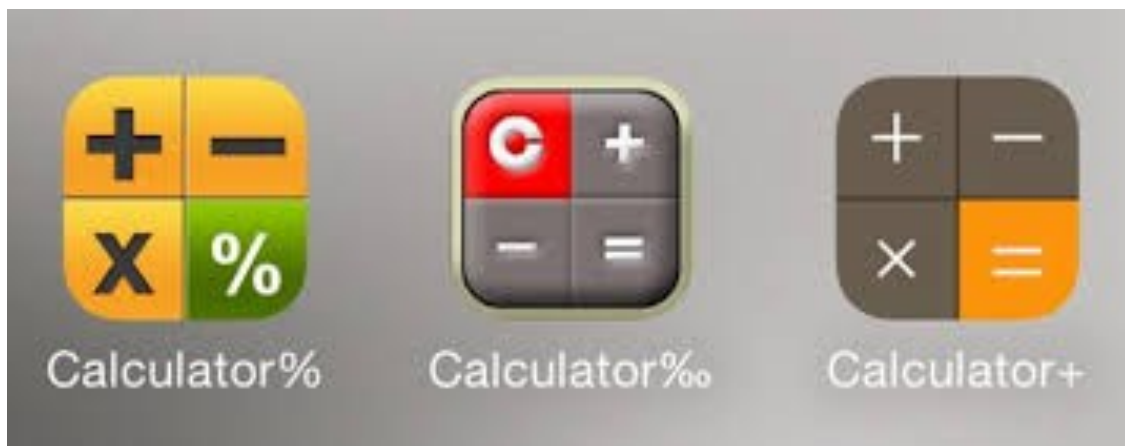 + − C + + −
x % − = × =
Calculator% Calculator‰ Calculator+